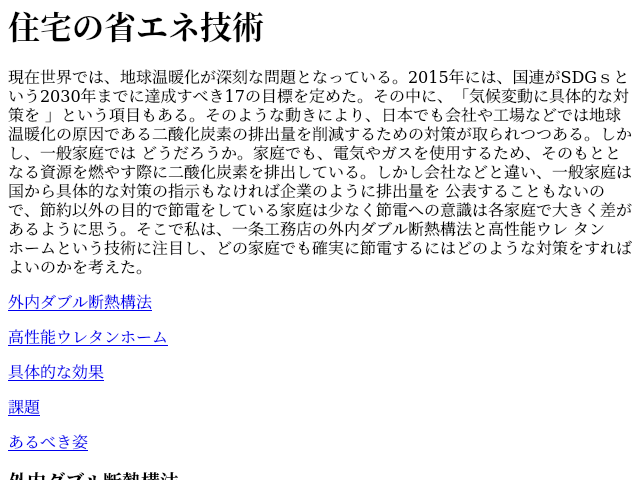 住宅の省エネ技術
現在世界では、地球温暖化が深刻な問題となっている。2015年には、国連がSDGｓと
いう2030年までに達成すべき17の目標を定めた。その中に、「気候変動に具体的な対
策を 」という項目もある。そのような動きにより、日本でも会社や工場などでは地球
温暖化の原因である二酸化炭素の排出量を削減するための対策が取られつつある。しか
し、一般家庭では どうだろうか。家庭でも、電気やガスを使用するため、そのもとと
なる資源を燃やす際に二酸化炭素を排出している。しかし会社などと違い、一般家庭は
国から具体的な対策の指示もなければ企業のように排出量を 公表することもないの
で、節約以外の目的で節電をしている家庭は少なく節電への意識は各家庭で大きく差が
あるように思う。そこで私は、一条工務店の外内ダブル断熱構法と高性能ウレ タン
ホームという技術に注目し、どの家庭でも確実に節電するにはどのような対策をすれば
よいのかを考えた。
外内ダブル断熱構法
高性能ウレタンホーム
具体的な効果
課題
あるべき姿
外内ダブル断熱構法